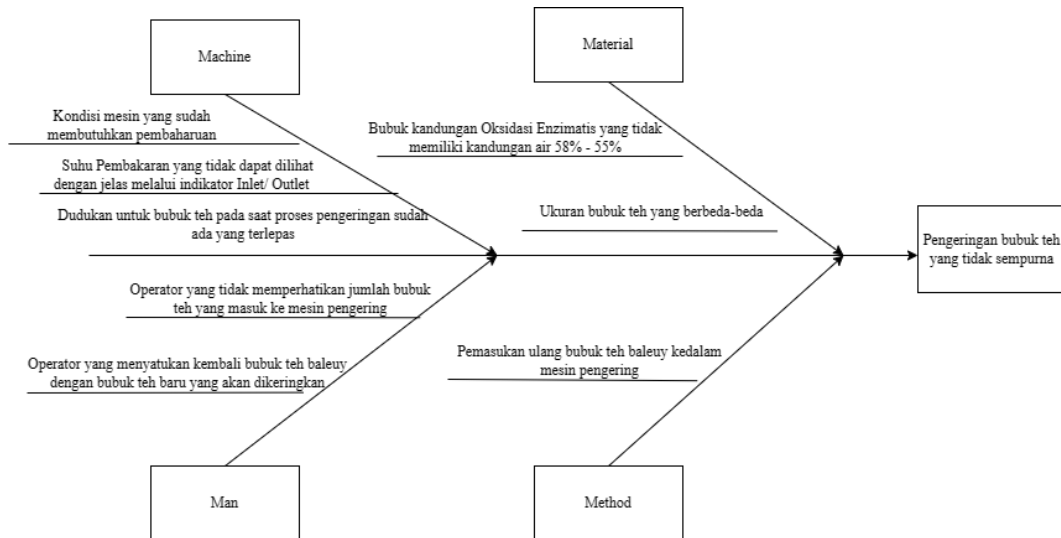 Machine
Material
Kondisi mesin yang sudah
membutuhkan pembaharuan
Bubuk kandungan Oksidasi Enzimatis yang tidak
memiliki kandungan air 58% - 55%
Suhu Pembakaran yang tidak dapat dilihat
dengan jelas melalui indikator Inlet/ Outlet
Dudukan untuk bubuk teh pada saat proses pengeringan sudah
ada yang terlepas
Ukuran bubuk teh yang berbeda-beda
Pengeringan bubuk teh
yang tidak sempurna
Operator yang tidak memperhatikan jumlah bubuk
teh yang masuk ke mesin pengering
Operator yang menyatukan kembali bubuk teh baleuy
dengan bubuk teh baru yang akan dikeringkan
Pemasukan ulang bubuk teh baleuy kedalam
mesin pengering
Man
Method